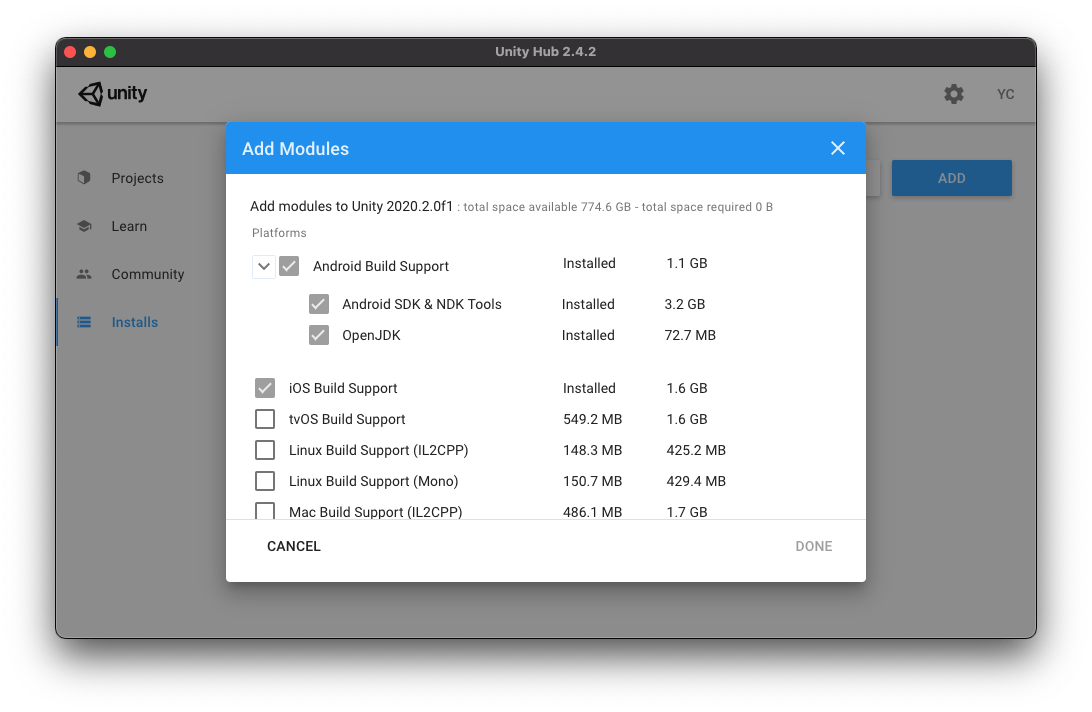 Unity Hub 2.4.2
unity
YC
Add Modules
Projects
ADD
Add modules to Unity 2020.2.0f1 : total space available 774.6 GB - total space required 0 B
Learn
Platforms
Android Build Support Installed 1.1 GB
Community
Android SDK & NDK Tools Installed 3.2 GB
Installs
OpenJDK Installed 72.7 MB
iOS Build Support Installed 1.6 GB
tvOS Build Support 549.2 MB 1.6 GB
Linux Build Support (IL2CPP) 148.3 MB 425.2 MB
Linux Build Support (Mono) 150.7 MB 429.4 MB
Mac Build Support (IL2CPP) 486.1 MB 1.7 GB
CANCEL DONE